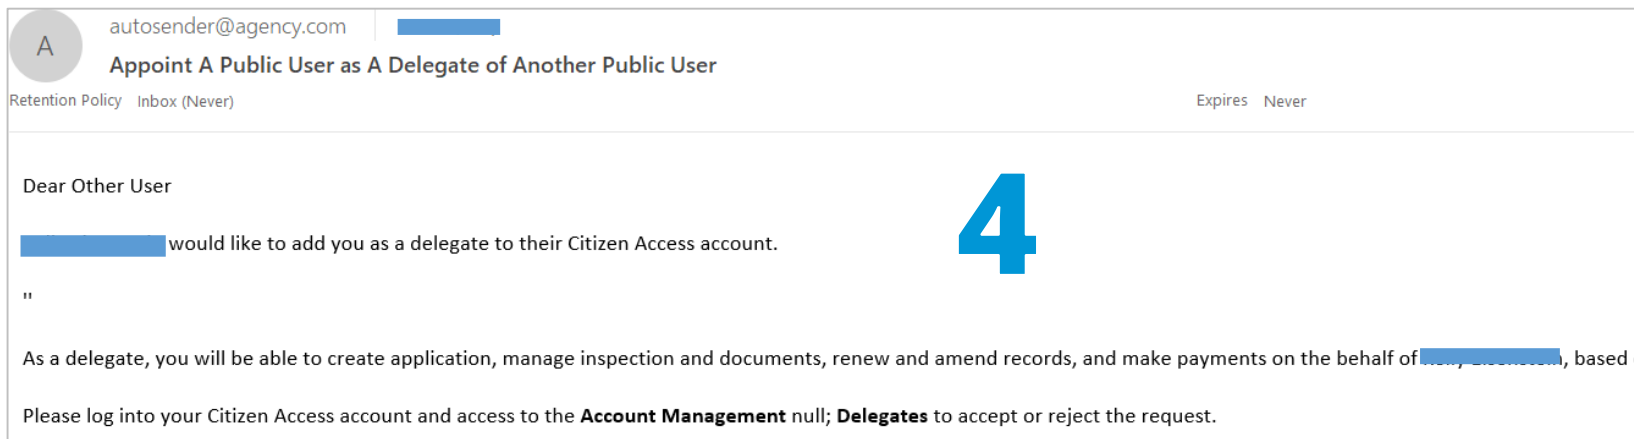 autosender@agency.com
A
Appoint A Public User as A Delegate of Another Public User
Retention Policy Inbox (Never) Expires Never
Dear Other User
4
would like to add you as a delegate to their Citizen Access account.
"
As a delegate, you will be able to create application, manage inspection and documents, renew and amend records, and make payments on the behalf of , based
Please log into your Citizen Access account and access to the Account Management null; Delegates to accept or reject the request.